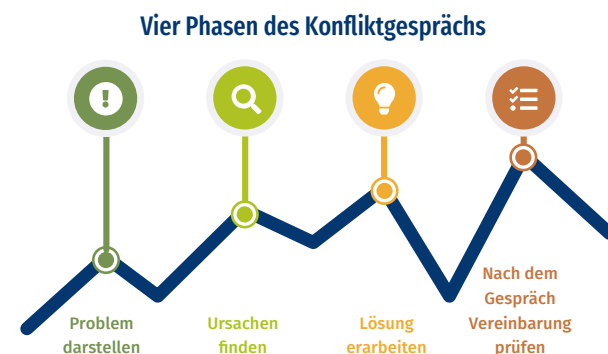 Vier Phasen des Konfliktgesprächs
Problem
darstellen
Ursachen
finden
Lösung
erarbeiten
Nach dem
Gespräch
Vereinbarung
prüfen